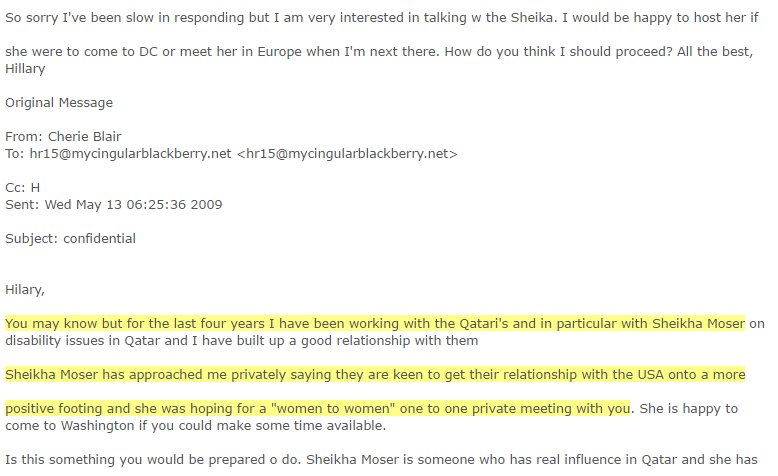 So sorry I've been slow in responding but I am very interested in talking w the Sheika. I would be happy to host her if
she were to come to DC or meet her in Europe when I'm next there. How do you think I should proceed? All the best,
Hillary
Original Message
From: Cherie Blair
To: hr15@mycingularblackberry.net <hr15@mycingularblackberry.net>
Cc: H
Sent: Wed May 13 06:25:36 2009
Subject: confidential
Hilary,
You may know but for the last four years I have been working with the Qatari's and in particular with Sheikha Moser on
disability issues in Qatar and I have built up a good relationship with them
Sheikha Moser has approached me privately saying they are keen to get their relationship with the USA onto a more
positive footing and she was hoping for a "women to women" one to one private meeting with you. She is happy to
come to Washington if you could make some time available.
Is this something you would be prepared o do. Sheikha Moser is someone who has real influence in Qatar and she has